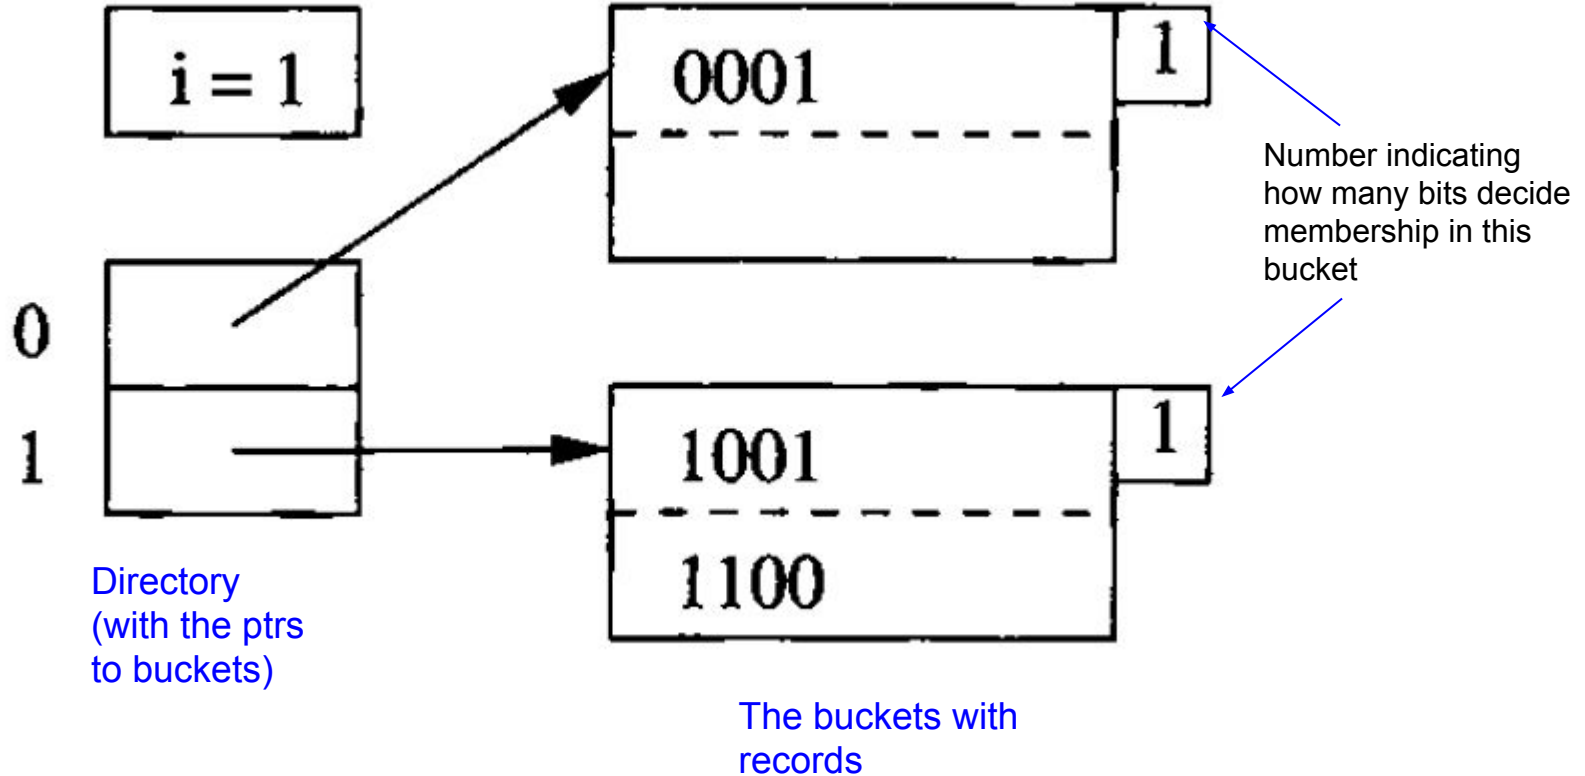 i = 1
0001
1
Number indicating
how many bits decide
membership in this
bucket
0
1
1001
1
1100
Directory
(with the ptrs
to buckets)
The buckets with
records